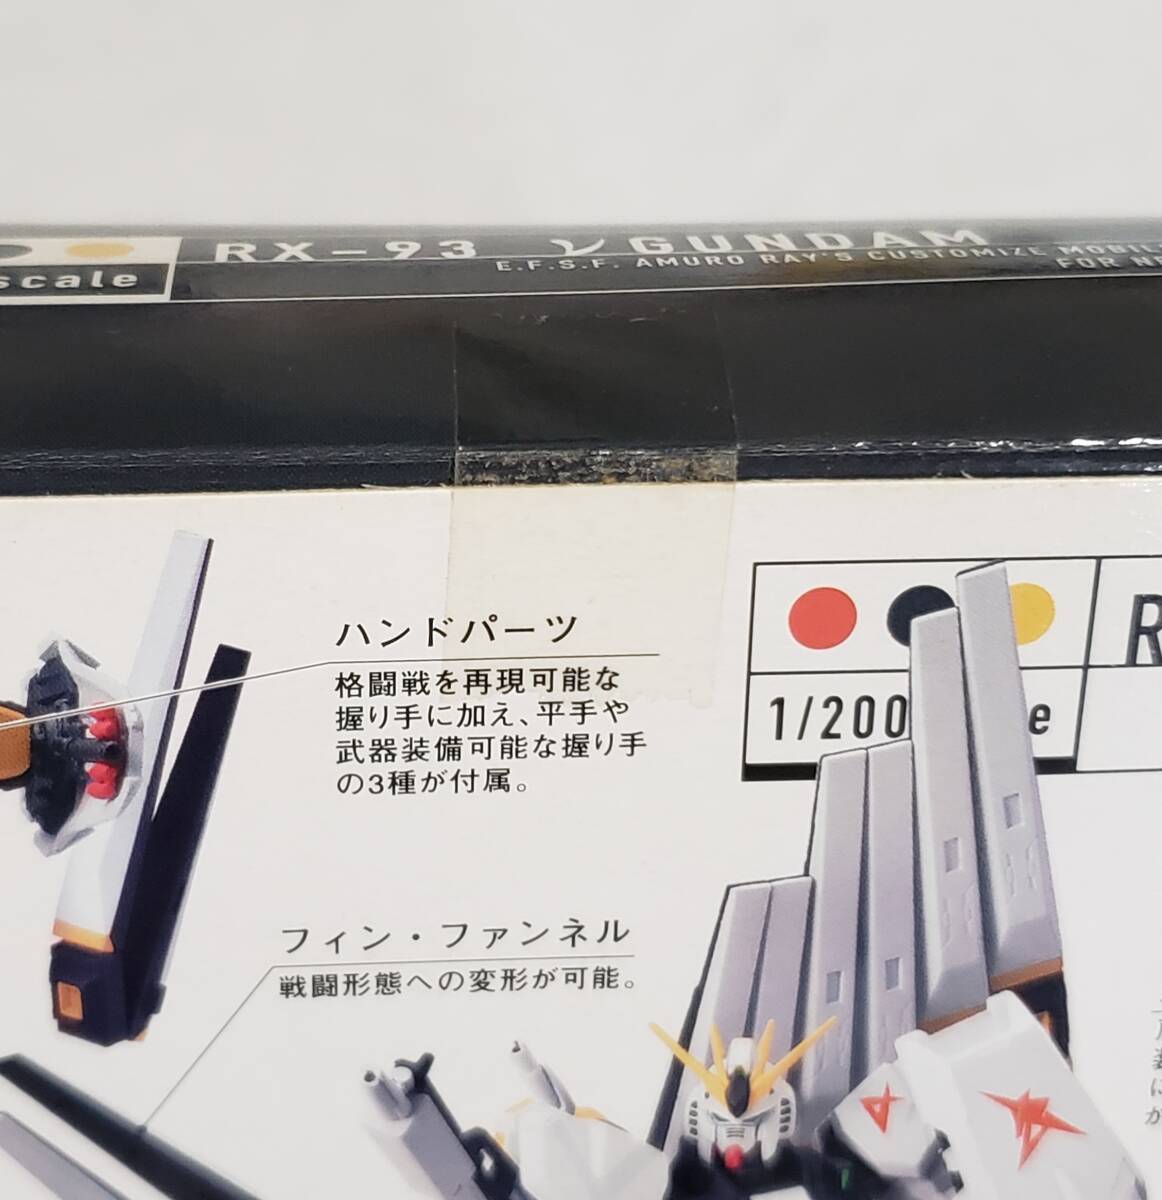 scale
RX-93 ν GUNDAM
E.F.S.F. AMURO RAY'S CUSTOMIZE
FOR
ハンドパーツ
格闘戦を再現可能な
握り手に加え、平手や
武器装備可能な握り手
の3種が付属。
1/200
R
フィン・ファンネル
戦闘形態への変形が可能。
に
が